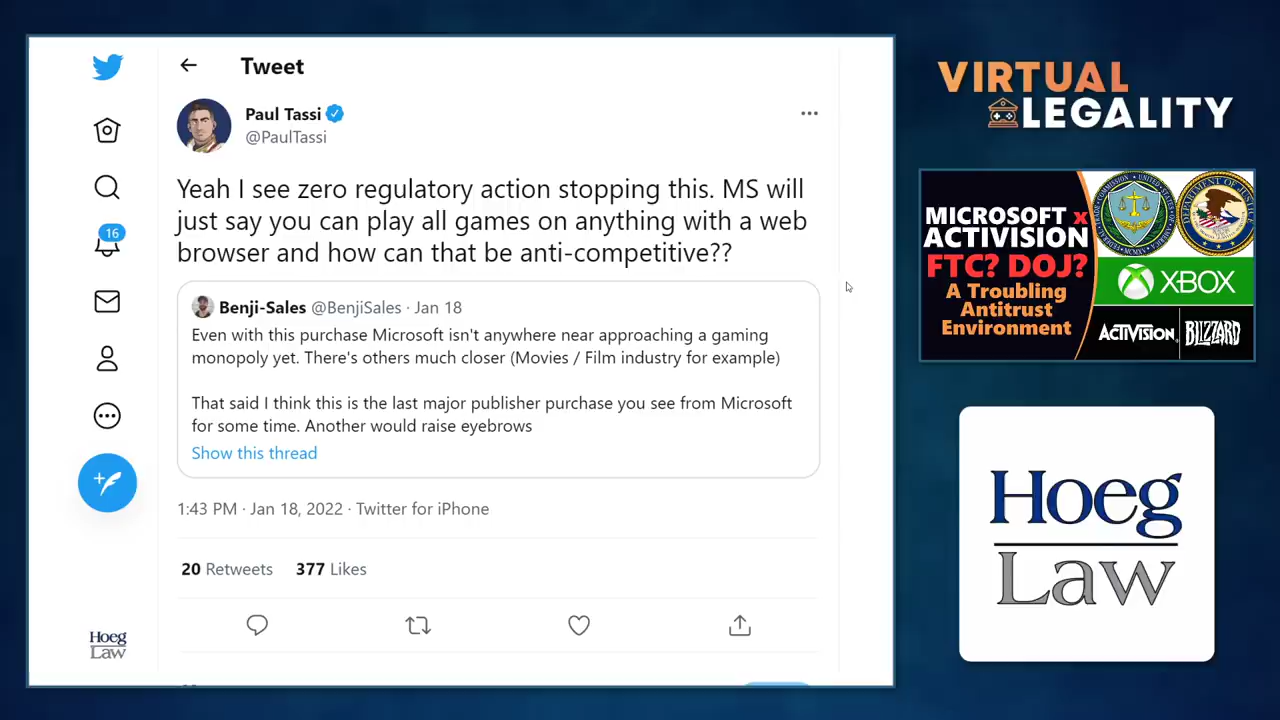 Tweet
Paul Tassi
@PaulTassi
Yeah I see zero regulatory action stopping this. MS will
just say you can play all games on anything with a web
browser and how can that be anti-competitive??
Benji-Sales @BenjiSales · Jan 18
Even with this purchase Microsoft isn't anywhere near approaching a gaming
monopoly yet. There's others much closer (Movies / Film industry for example)
That said I think this is the last major publisher purchase you see from Microsoft
for some time. Another would raise eyebrows
Show this thread
1:43 PM · Jan 18, 2022 · Twitter for iPhone
20 Retweets 377 Likes
16
Hoeg
Law
VIRTUAL
LEGALITY
MICROSOFT x
ACTIVISION
FTC? DOJ?
A Troubling
Antitrust
Environment
XBOX
ACTIVISION
BLIZZARD
Hoeg
Law